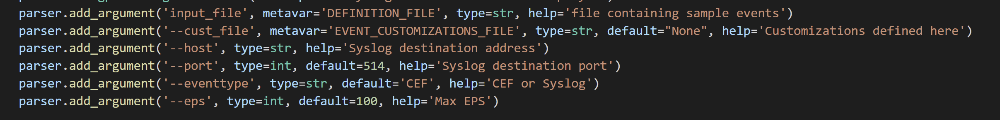 parser.add_argument('input_file', metavar='DEFINITION_FILE', type=str, help='file containing sample events')
parser.add_argument('--cust_file', metavar='EVENT_CUSTOMIZATIONS_FILE', type=str, default="None", help='Customizations defined here')
parser.add_argument('--host', type=str, help='Syslog destination address')
parser.add_argument('--port', type=int, default=514, help='Syslog destination port')
parser.add_argument('--eventtype', type=str, default='CEF', help='CEF or Syslog')
parser.add_argument('--eps', type=int, default=100, help='Max EPS')